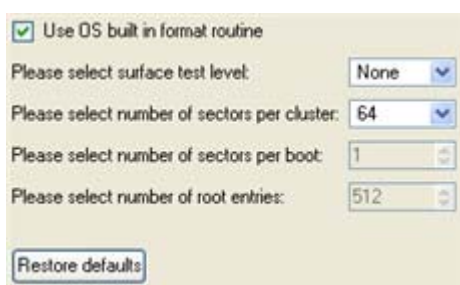 Use OS built in format routine
Please select surface test level: None
Please select number of sectors per cluster: 64
Please select number of sectors per boot: 1
Please select number of root entries: 512
Restore defaults